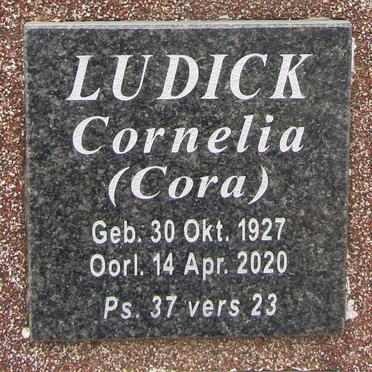 LUDICK
Cornelia
(Cora)
Geb. 30 Okt. 1927
Oorl. 14 Apr. 2020
Ps. 37 vers 23